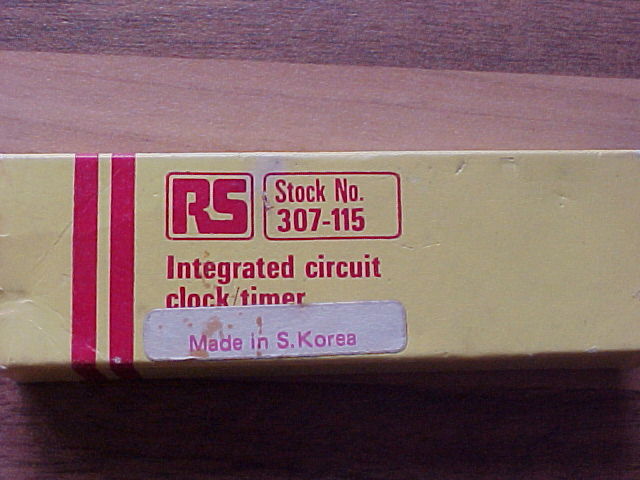 RS
Stock No.
307-115
Integrated circuit
clock/timer
Made in S.Korea